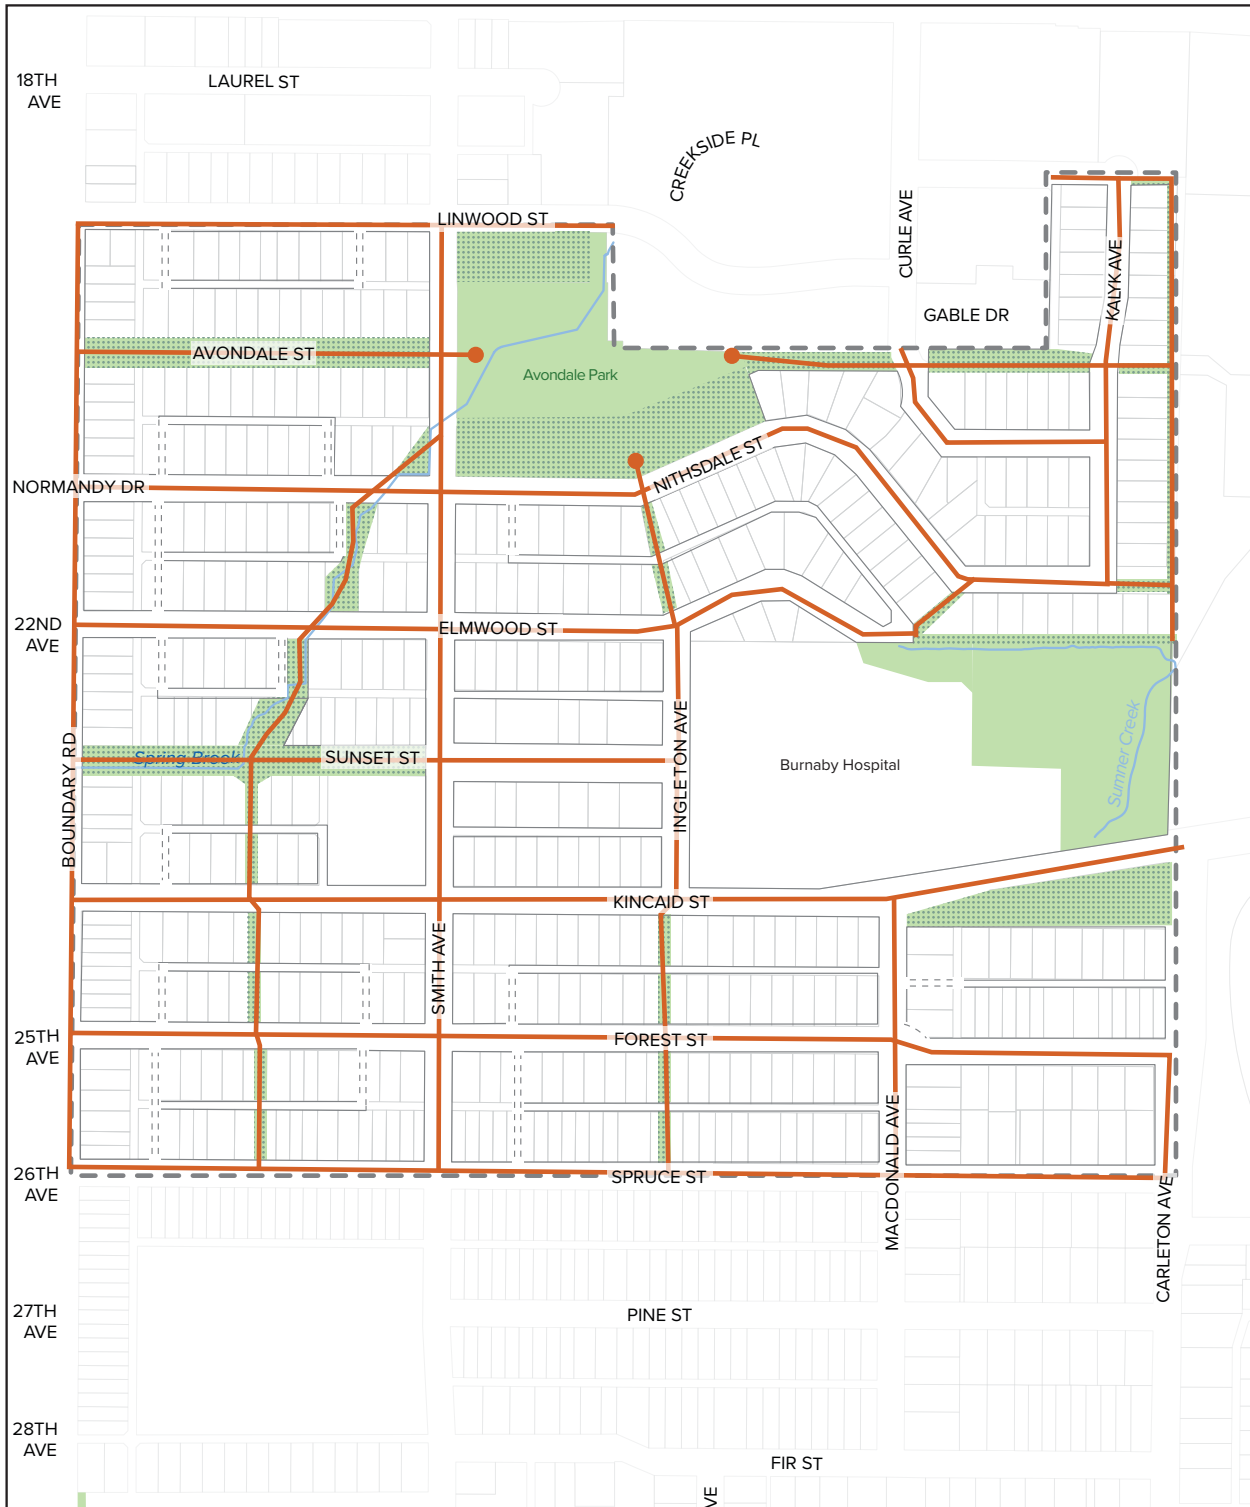 18TH
AVE
LAUREL ST
CREEKSIDE PL
LINWOOD ST
CURLE AVE
KALYK AVE
GABLE DR
AVONDALE ST
Avondale Park
NITHSDALE ST
NORMANDY DR
22ND
AVE
ELMWOOD ST
BOUNDARY RD
Spring Brook
SUNSET ST
INGLETON AVE
Burnaby Hospital
Sumner Creek
KINCAID ST
SMITH AVE
25TH
AVE
FOREST ST
MACDONALD AVE
26TH
AVE
SPRUCE ST
CARLETON AVE
27TH
AVE
PINE ST
28TH
AVE
FIR ST
VE